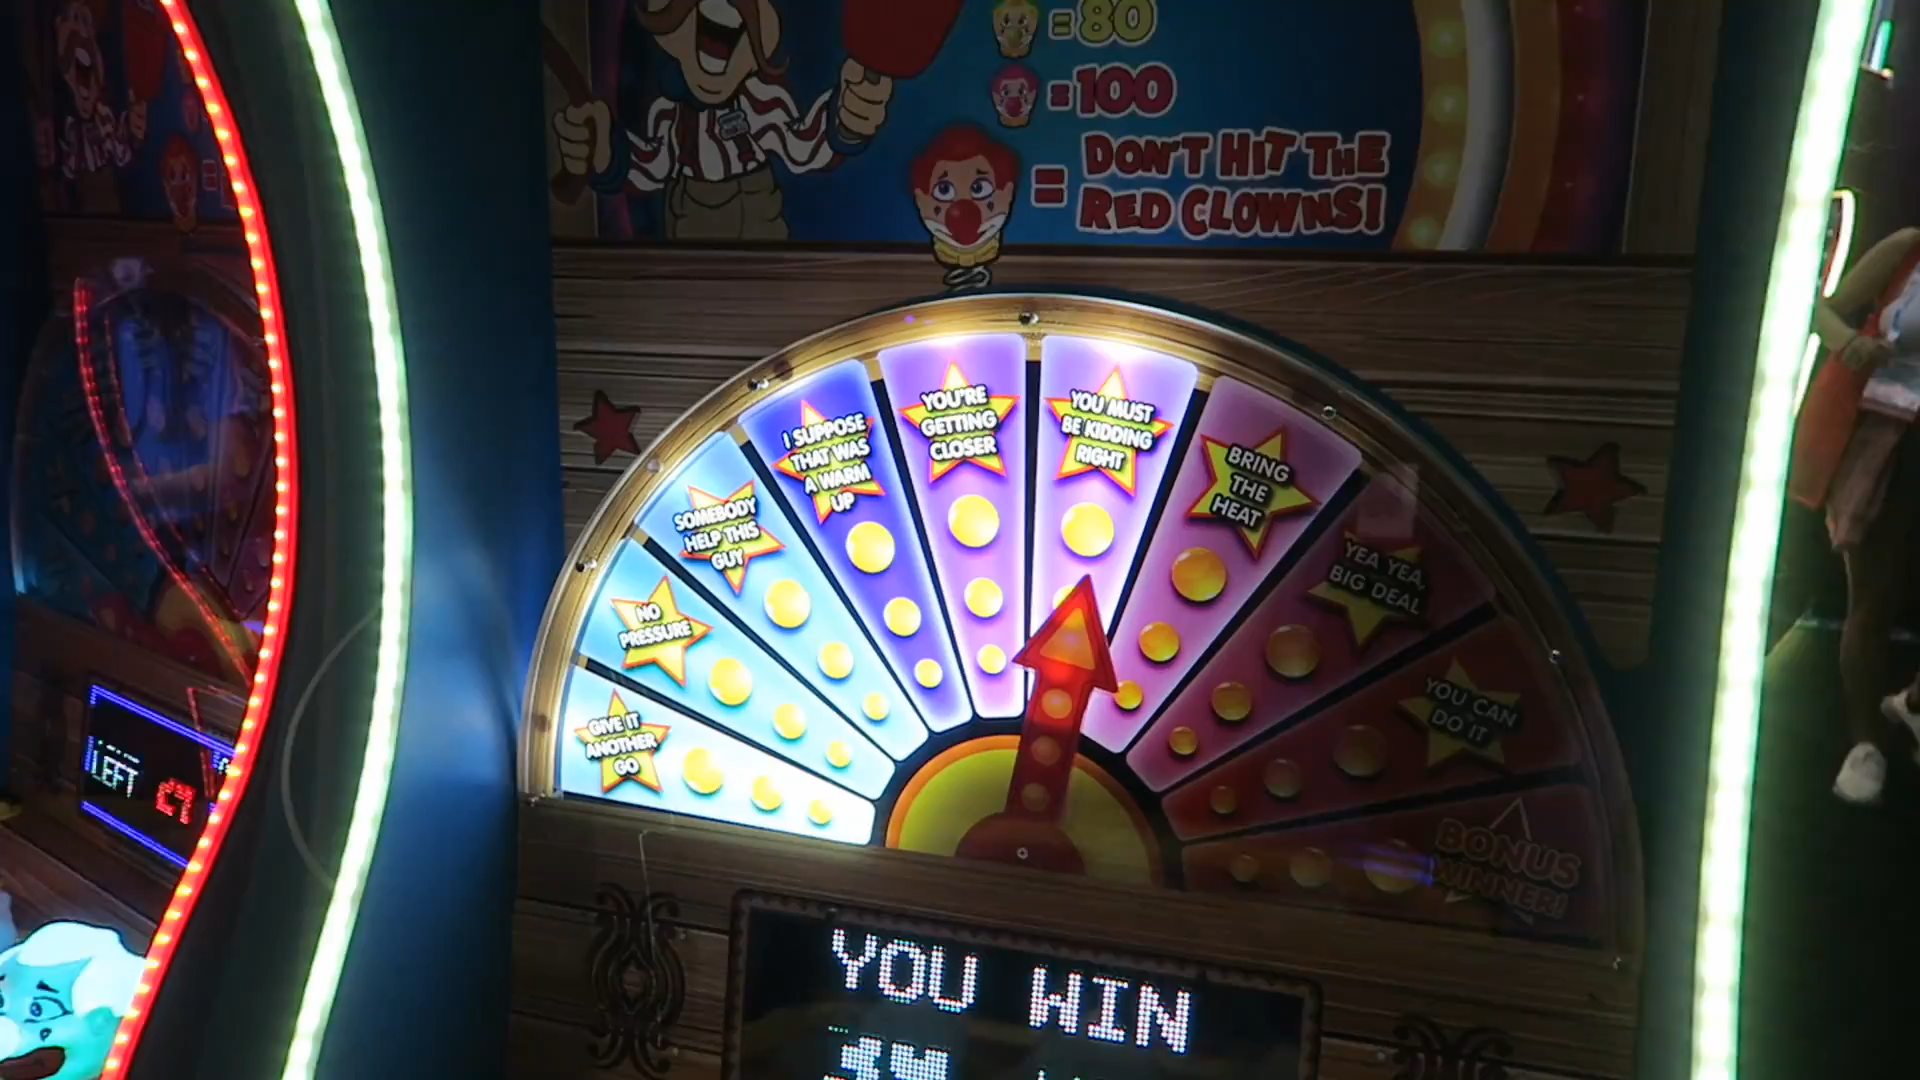 =80
=100
= DON'T HIT THE
RED CLOWNS!
YOU'RE
GETTING
CLOSER
YOU MUST
BE KIDDING
RIGHT
I SUPPOSE
THAT WAS
A WARM
UP
BRING
THE
HEAT
SOMEBODY
HELP THIS
GUY
YEA YEA,
BIG DEAL
NO
PRESSURE
YOU CAN
DO IT
GIVE IT
ANOTHER
GO
BONUS
WINNER!
LEFT 27
YOU WIN